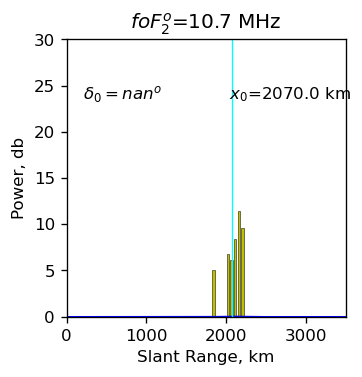 foF₂ᵒ=10.7 MHz
30
δ₀ = nanᵒ x₀=2070.0 km
25
20
15
10
5
0
Power, db
0 1000 2000 3000
Slant Range, km